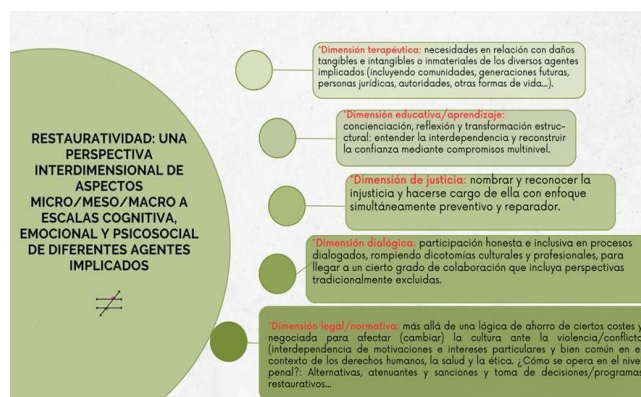 RESTAURATIVIDAD: UNA
PERSPECTIVA
INTERDIMENSIONAL DE
ASPECTOS
MICRO/MESO/MACRO A
ESCALAS COGNITIVA,
EMOCIONAL Y PSICOSOCIAL
DE DIFERENTES AGENTES
IMPLICADOS
*Dimensión terapéutica: necesidades en relación con daños
tangibles e intangibles o inmateriales de los diversos agentes
implicados (incluyendo comunidades, generaciones futuras,
personas jurídicas, autoridades, otras formas de vida...).
*Dimensión educativa/aprendizaje:
concienciación, reflexión y transformación estruc-
ctural: entender la interdependencia y reconstruir
la confianza mediante compromisos multinivel.
*Dimensión de justicia: nombrar y reconocer la
injusticia y hacerse cargo de ella con enfoque
simultáneamente preventivo y reparador.
*Dimensión dialógica: participación honesta e inclusiva en procesos
dialogados, rompiendo dicotomías culturales y profesionales, para
llegar a un cierto grado de colaboración que incluya perspectivas
tradicionalmente excluidas.
*Dimensión legal/normativa: más allá de una lógica de ahorro de ciertos costes y
negociada para afectar (cambiar) la cultura ante la violencia/conflicto
(interdependencia de motivaciones e intereses particulares y bien común en e
contexto de los derechos humanos, la salud y la ética. ¿Cómo se opera en el nive
penal?: Alternativas, atenuantes y sanciones y toma de decisiones/programas
restaurativos...